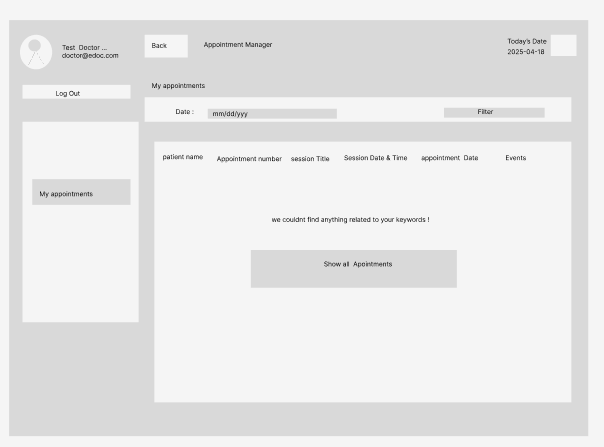 Test Doctor ...
doctor@edoc.com
Back
Appointment Manager
Today's Date
2025-04-18
Log Out
My appointments
Date :
mm/dd/yyy
Filter
My appointments
patient name
Appointment number
session Title
Session Date & Time
appointment Date
Events
we couldnt find anything related to your keywords !
Show all Apointments